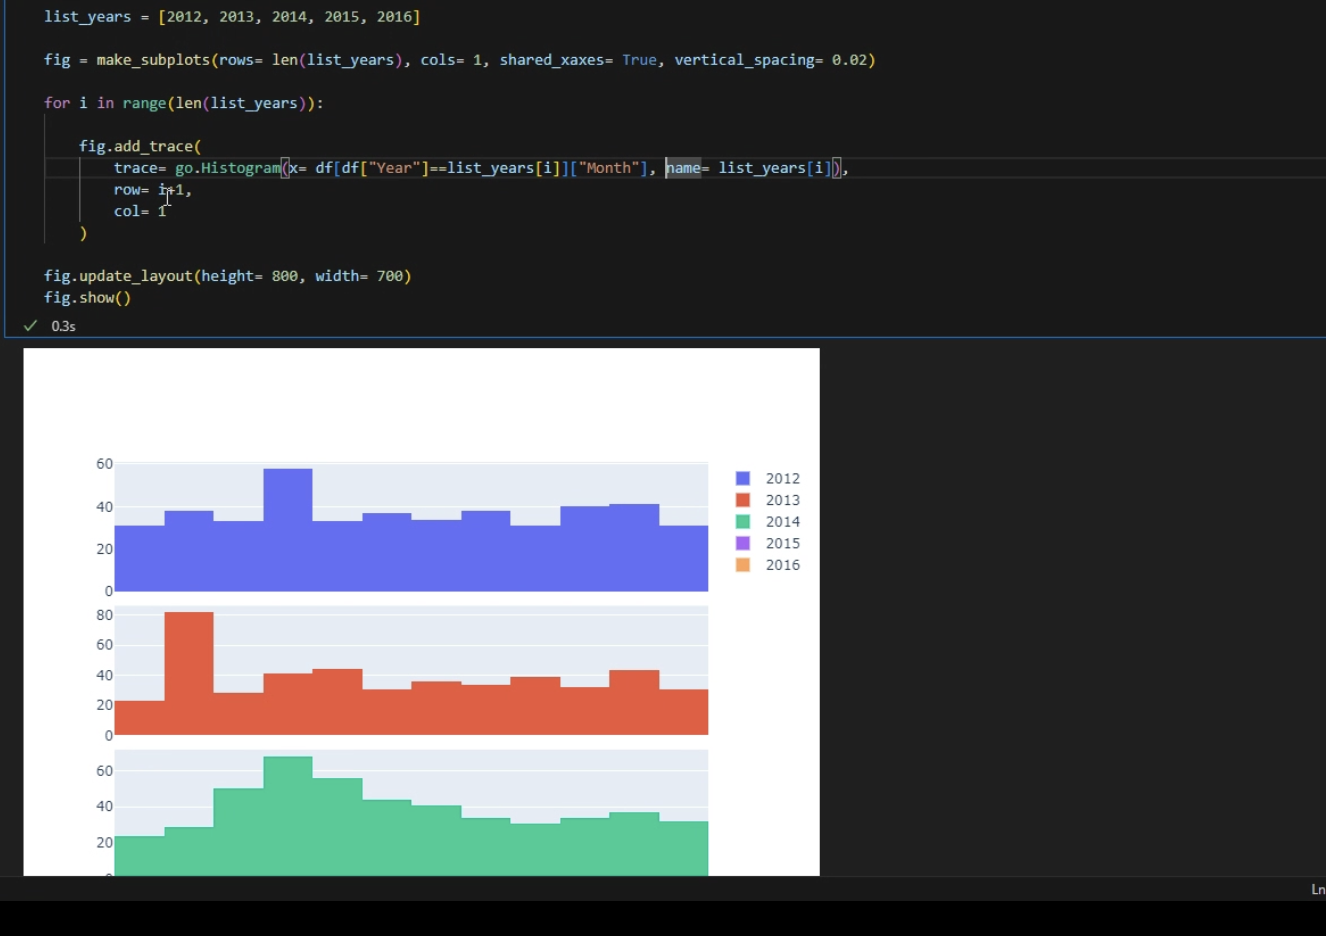 list_years = [2012, 2013, 2014, 2015, 2016]
fig = make_subplots(rows= len(list_years), cols= 1, shared_xaxes= True, vertical_spacing= 0.02)
for i in range(len(list_years)):
fig.add_trace(
trace= go.Histogram(x= df[df["Year"]==list_years[i]]["Month"], name= list_years[i]),
row= i+1,
col= 1
)
fig.update_layout(height= 800, width= 700)
fig.show()
0.3s
60
40
20
0
2012
2013
2014
2015
2016
80
60
40
20
0
60
40
20
Ln